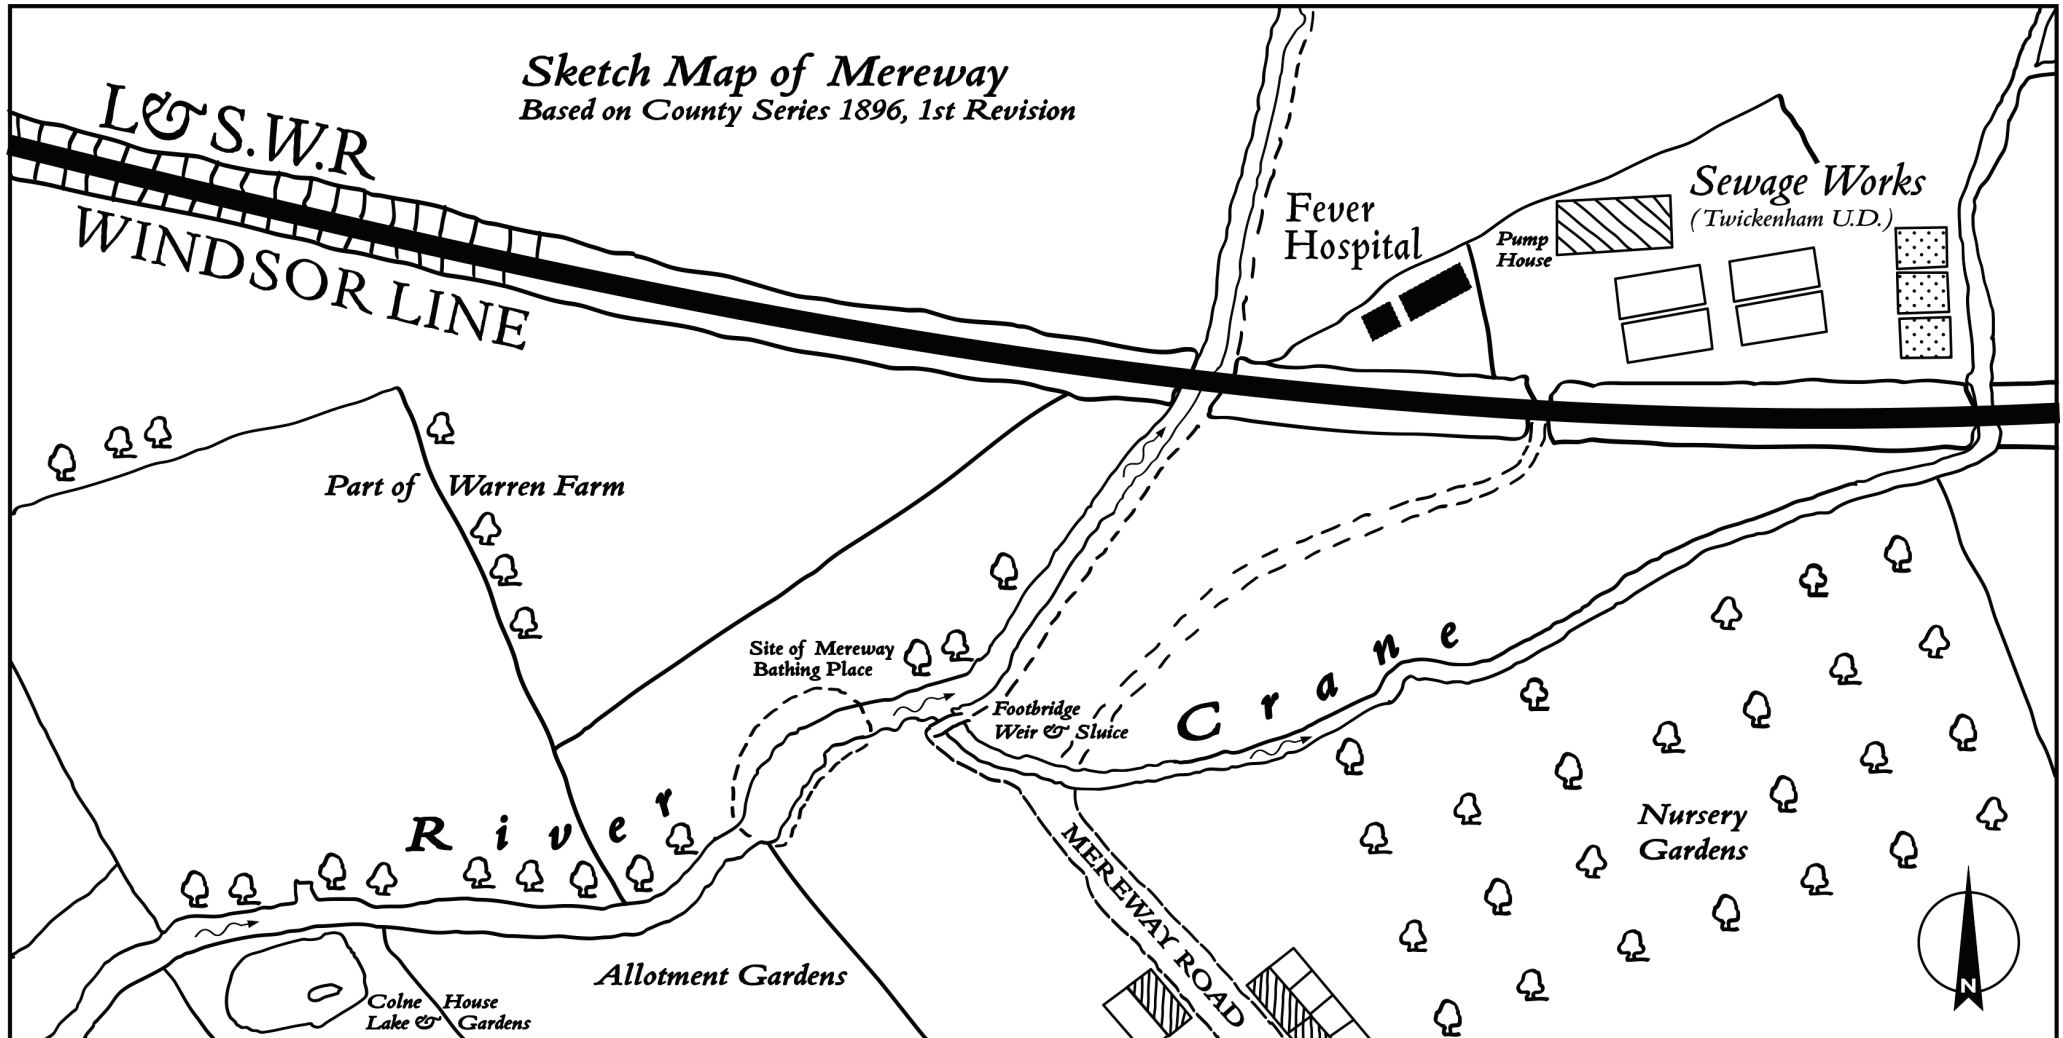 Sketch Map of Mereway
Based on County Series 1896, 1st Revision
L& S.W.R
WINDSOR LINE
Fever
Hospital
Sewage Works
(Twickenham U.D.)
Pump
House
Part of Warren Farm
Site of Mereway
Bathing Place
Footbridge
Weir & Sluice
River Crane
Nursery
Gardens
MEREWAY ROAD
Allotment Gardens
Colne House
Lake & Gardens
N